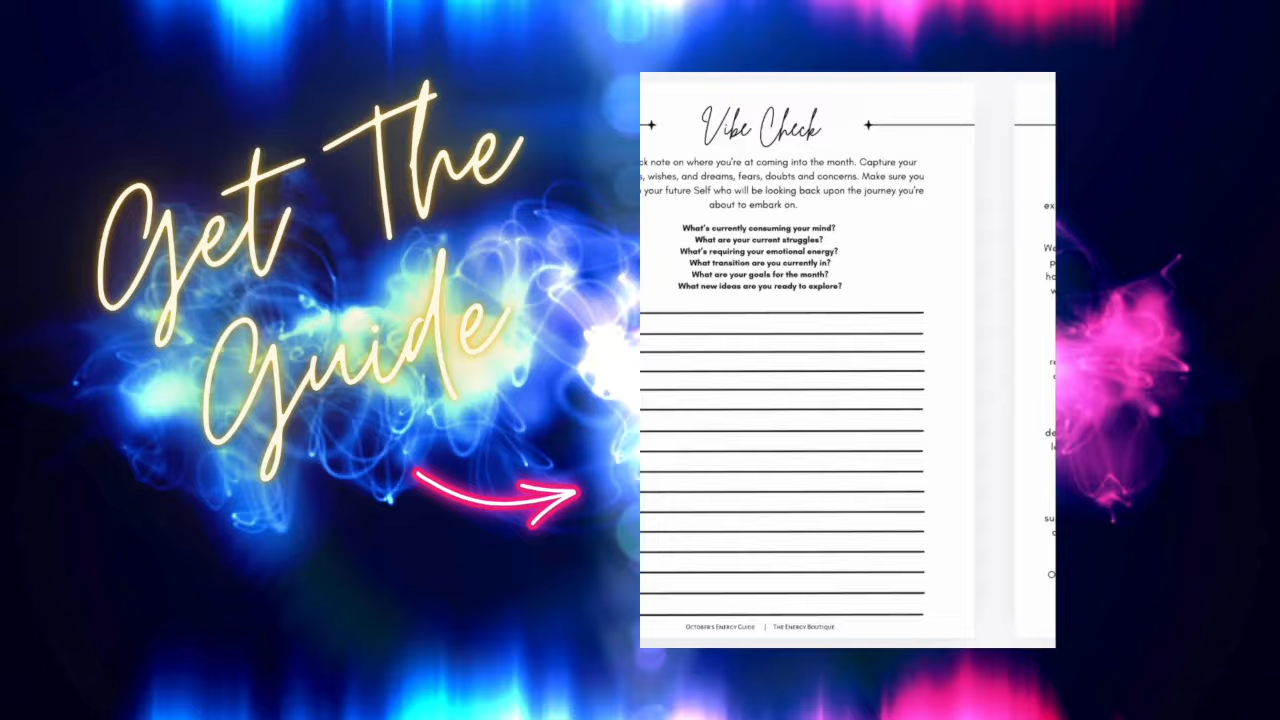 Get The
Guide
Vibe Check
note on where you're at coming into the month. Capture your
wishes, and dreams, fears, doubts and concerns. Make sure you
your future Self who will be looking back upon the journey you're
about to embark on.
What's currently consuming your mind?
What are your current struggles?
What's requiring your emotional energy?
What transition are you currently in?
What are your goals for the month?
What new ideas are you ready to explore?
October's Energy Guide | The Energy Boutique